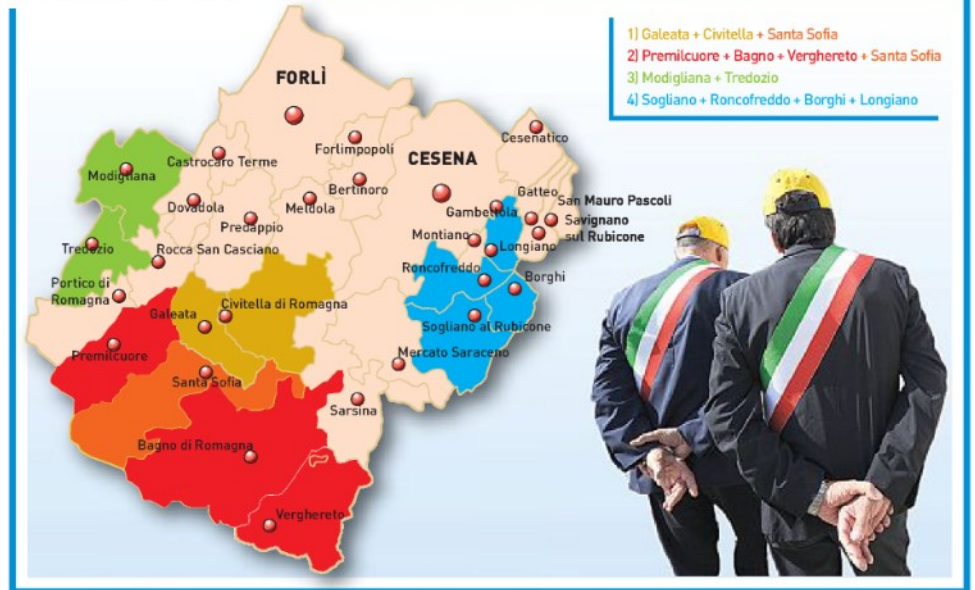 1) Galeata + Civitella + Santa Sofia
2) Premilcuore + Bagno + Verghereto + Santa Sofia
3) Modigliana + Tredozio
4) Sogliano + Roncofreddo + Borghi + Longiano
FORLÌ
Cesenatico
Forlimpopoli
CESENA
Castrocaro Terme
Modigliana
Bertinoro
Gatteo
San Mauro Pascoli
Dovadola
Meldola
Gambettola
Savignano
sul Rubicone
Predappio
Montiano
Longiano
Tredozio
Rocca San Casciano
Roncofreddo
Borghi
Portico di
Romagna
Civitella di Romagna
Galeata
Sogliano al Rubicone
Premilcuore
Mercato Saraceno
Santa Sofia
Sarsina
Bagno di Romagna
Verghereto